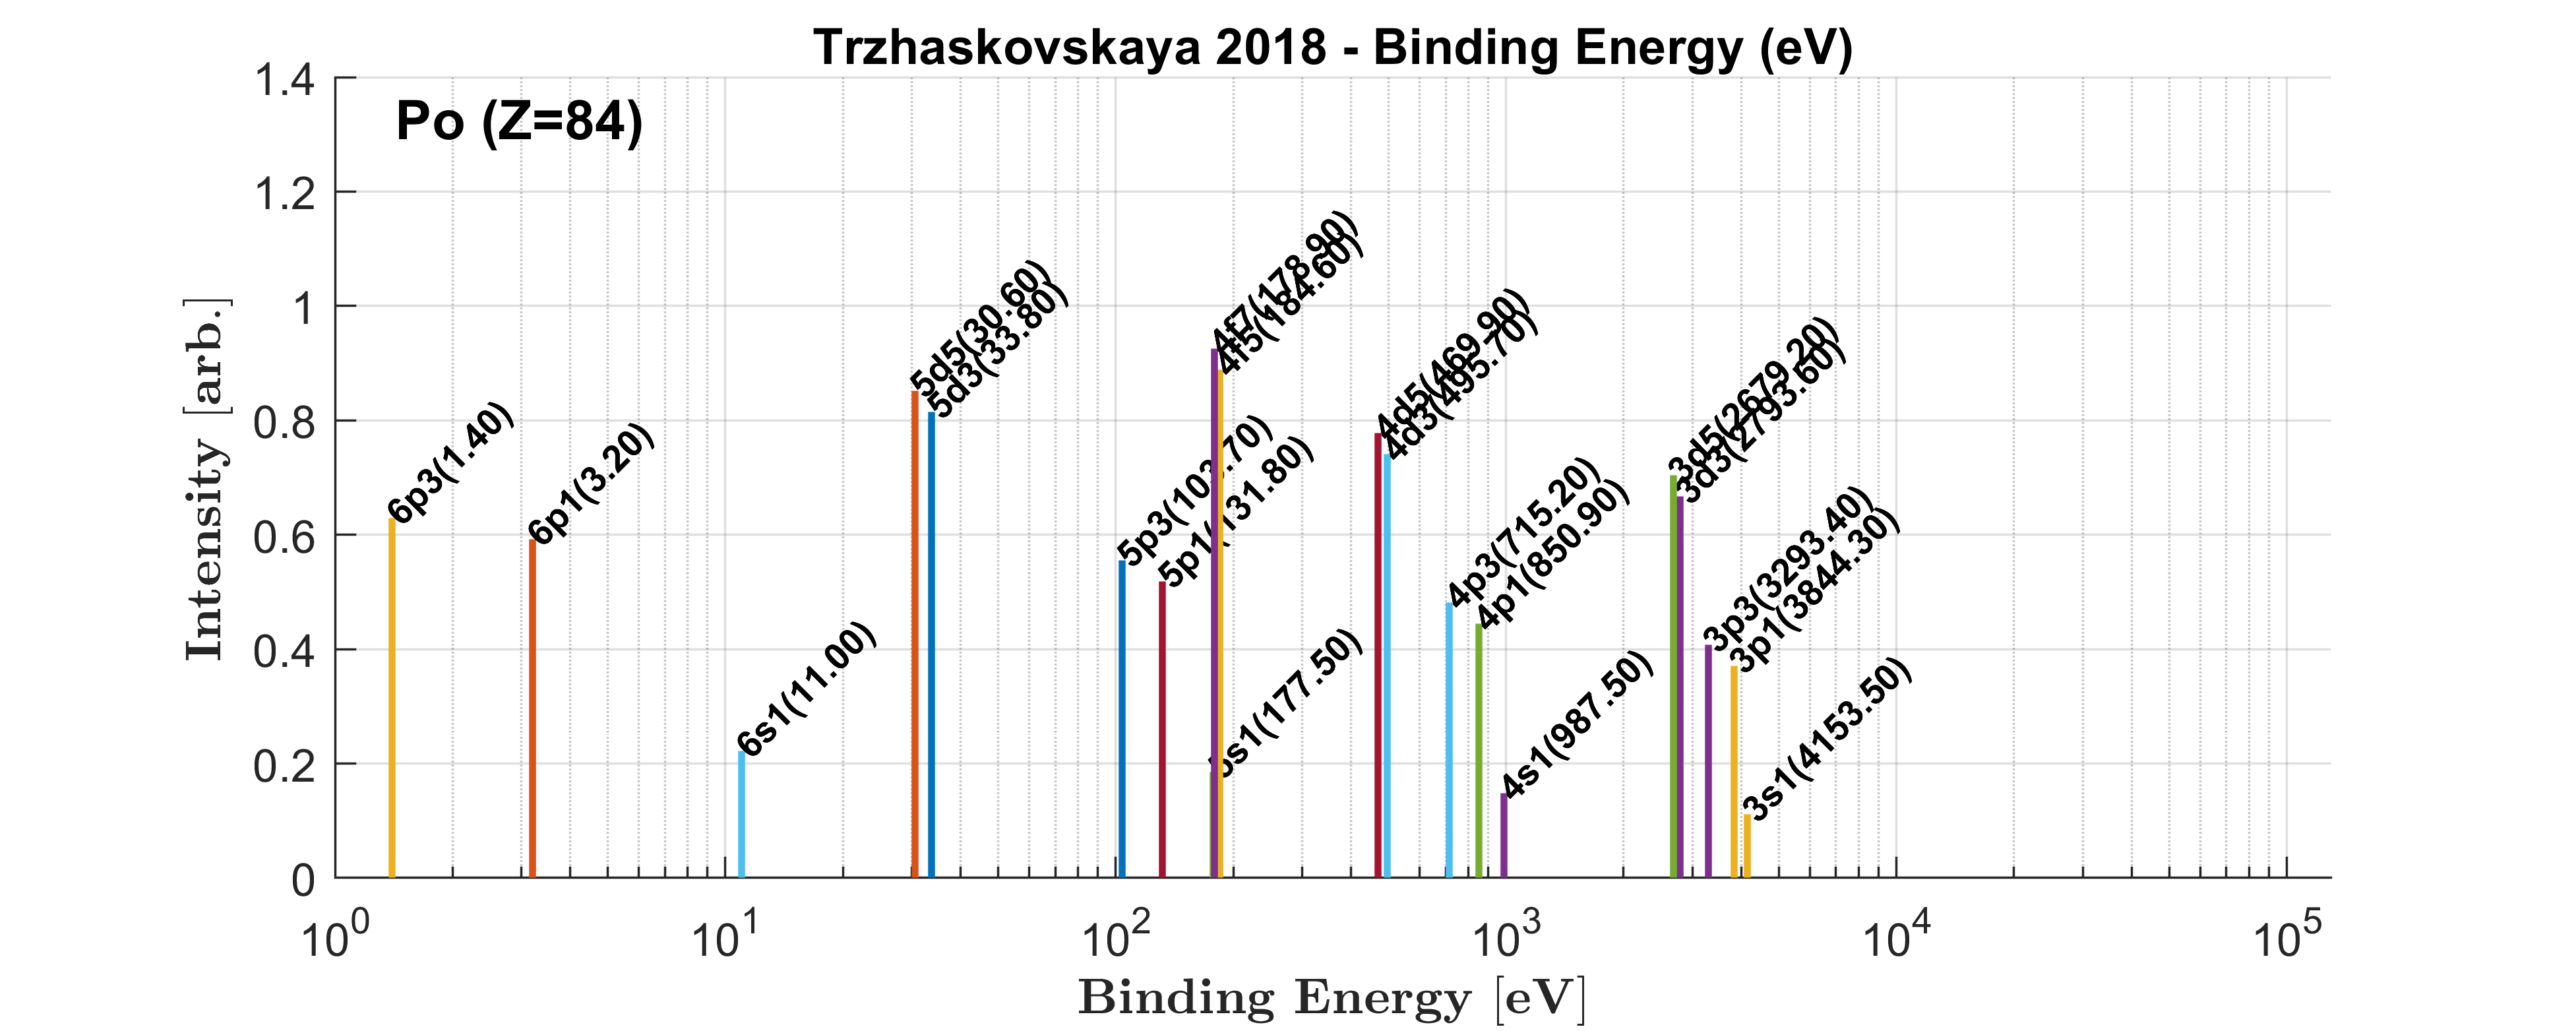 Trzhaskovskaya 2018 - Binding Energy (eV)
Po (Z=84)
Intensity [arb.]
1.4
1.2
1
0.8
0.6
0.4
0.2
0
6p3(1.40)
6p1(3.20)
6s1(11.00)
5d5(30.60)
5d3(33.80)
5p3(103.70)
5p1(131.80)
5s1(177.50)
4f7(178.90)
4f5(184.60)
4d5(469.90)
4d3(495.70)
4p3(715.20)
4p1(850.90)
4s1(987.50)
3d5(2679.20)
3d3(2793.60)
3p3(3293.40)
3p1(3844.30)
3s1(4153.50)
10^0
10^1
10^2
10^3
10^4
10^5
Binding Energy [eV]